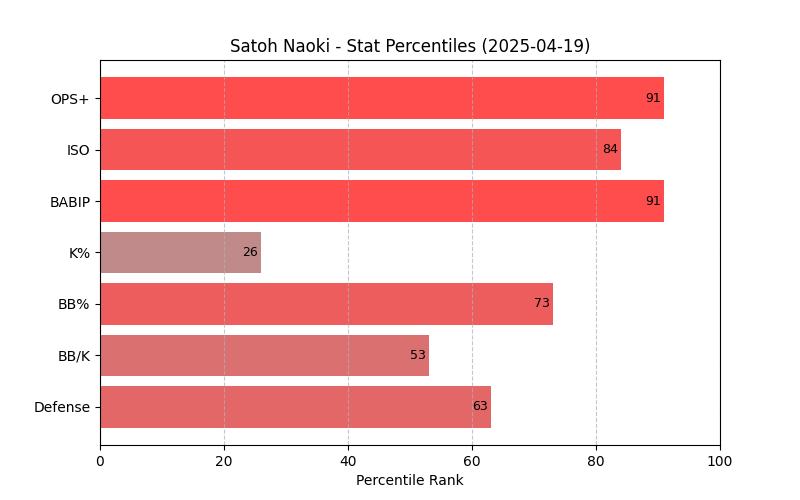 Satoh Naoki - Stat Percentiles (2025-04-19)
OPS+ 91
ISO 84
BABIP 91
K% 26
BB% 73
BB/K 53
Defense 63
0 20 40 60 80 100
Percentile Rank